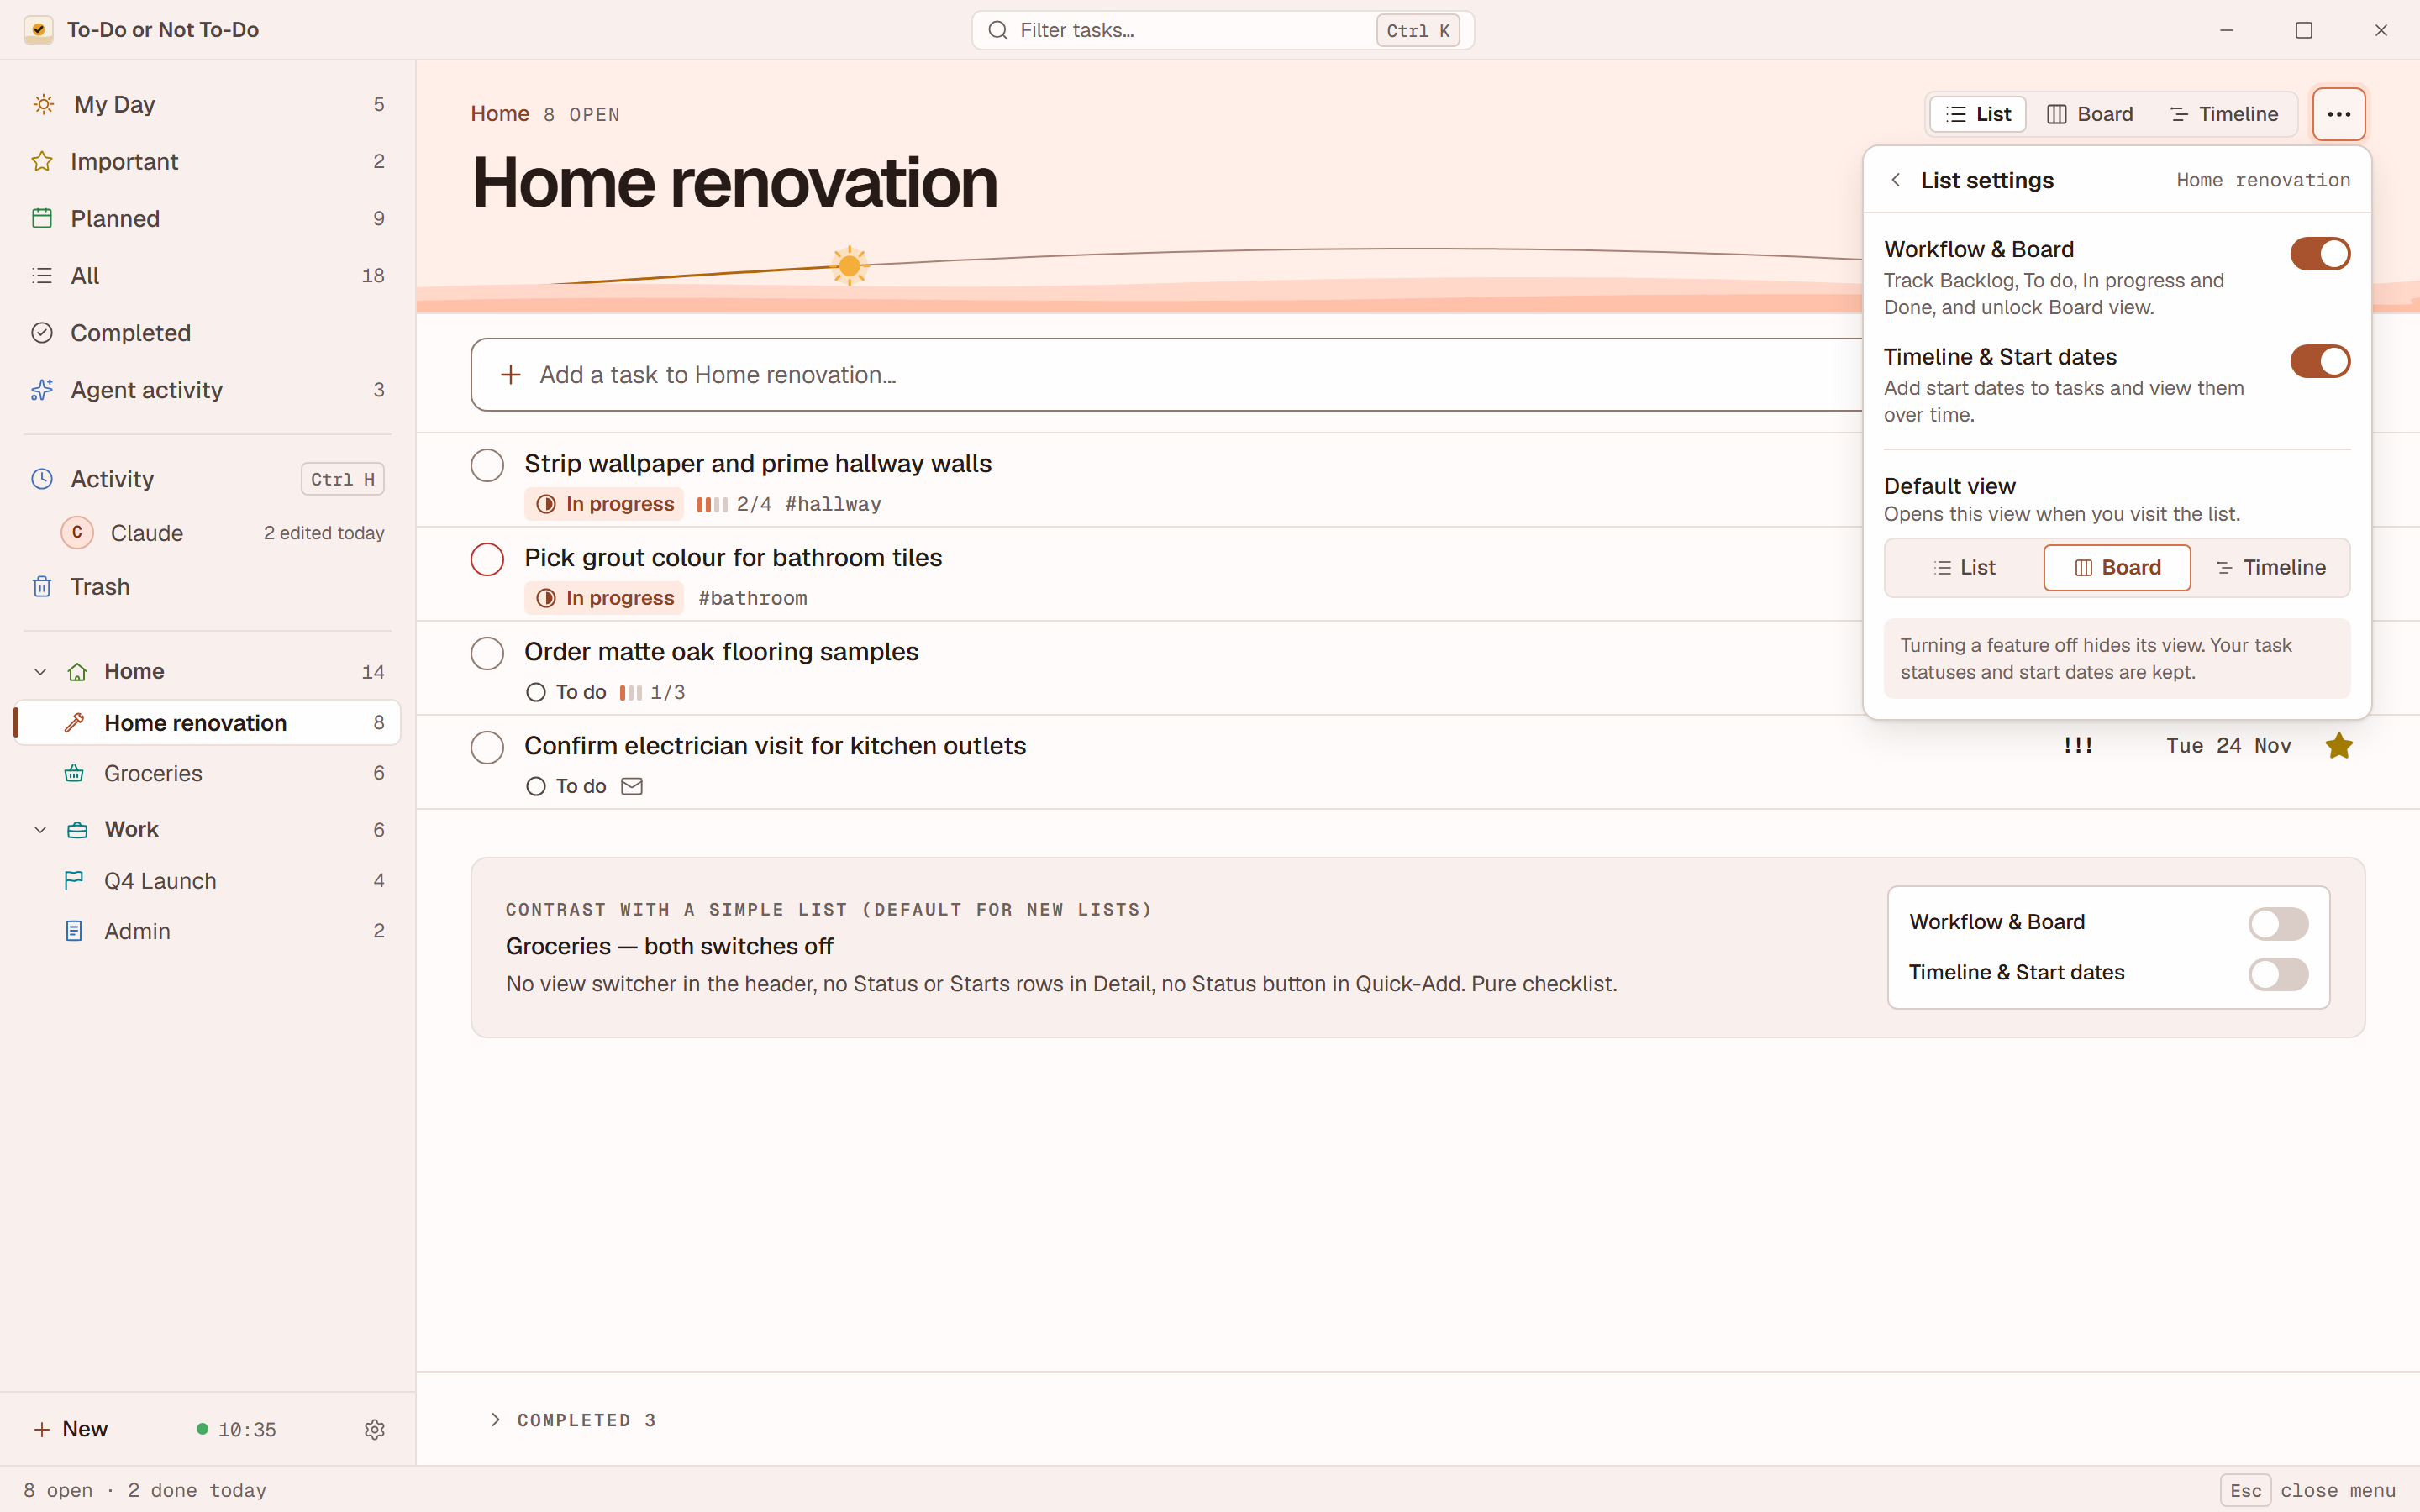 To-Do or Not To-Do
Filter tasks...
Ctrl K
My Day 5
Important 2
Planned 9
All 18
Completed
Agent activity 3
Activity Ctrl H
C Claude 2 edited today
Trash
Home 14
Home renovation 8
Groceries 6
Work 6
Q4 Launch 4
Admin 2
New 10:35
Home 8 OPEN
List Board Timeline
Home renovation
Add a task to Home renovation...
Strip wallpaper and prime hallway walls
In progress 2/4 #hallway
Pick grout colour for bathroom tiles
In progress #bathroom
Order matte oak flooring samples
To do 1/3
Confirm electrician visit for kitchen outlets
!!! Tue 24 Nov
To do
List settings Home renovation
Workflow & Board
Track Backlog, To do, In progress and
Done, and unlock Board view.
Timeline & Start dates
Add start dates to tasks and view them
over time.
Default view
Opens this view when you visit the list.
List Board Timeline
Turning a feature off hides its view. Your task
statuses and start dates are kept.
CONTRAST WITH A SIMPLE LIST (DEFAULT FOR NEW LISTS)
Groceries — both switches off
No view switcher in the header, no Status or Starts rows in Detail, no Status button in Quick-Add. Pure checklist.
Workflow & Board
Timeline & Start dates
COMPLETED 3
8 open · 2 done today
Esc close menu